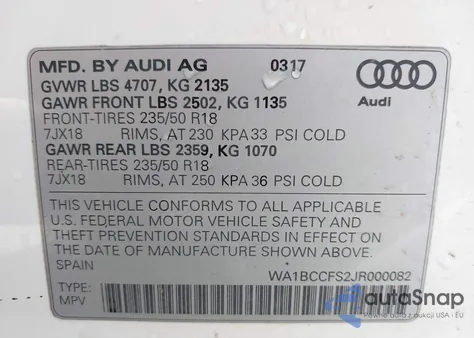 MFD. BY AUDI AG 0317
GVWR LBS 4707, KG 2135
GAWR FRONT LBS 2502, KG 1135
FRONT-TIRES 235/50 R18
7JX18 RIMS, AT 230 KPA 33 PSI COLD
GAWR REAR LBS 2359, KG 1070
REAR-TIRES 235/50 R18
7JX18 RIMS, AT 250 KPA 36 PSI COLD
Audi
THIS VEHICLE CONFORMS TO ALL APPLICABLE
U.S. FEDERAL MOTOR VEHICLE SAFETY AND
THEFT PREVENTION STANDARDS IN EFFECT ON
THE DATE OF MANUFACTURE SHOWN ABOVE.
SPAIN WA1BCCFS2JR000082
TYPE:
MPV
autoSnap
Pewne auto z USA i EU